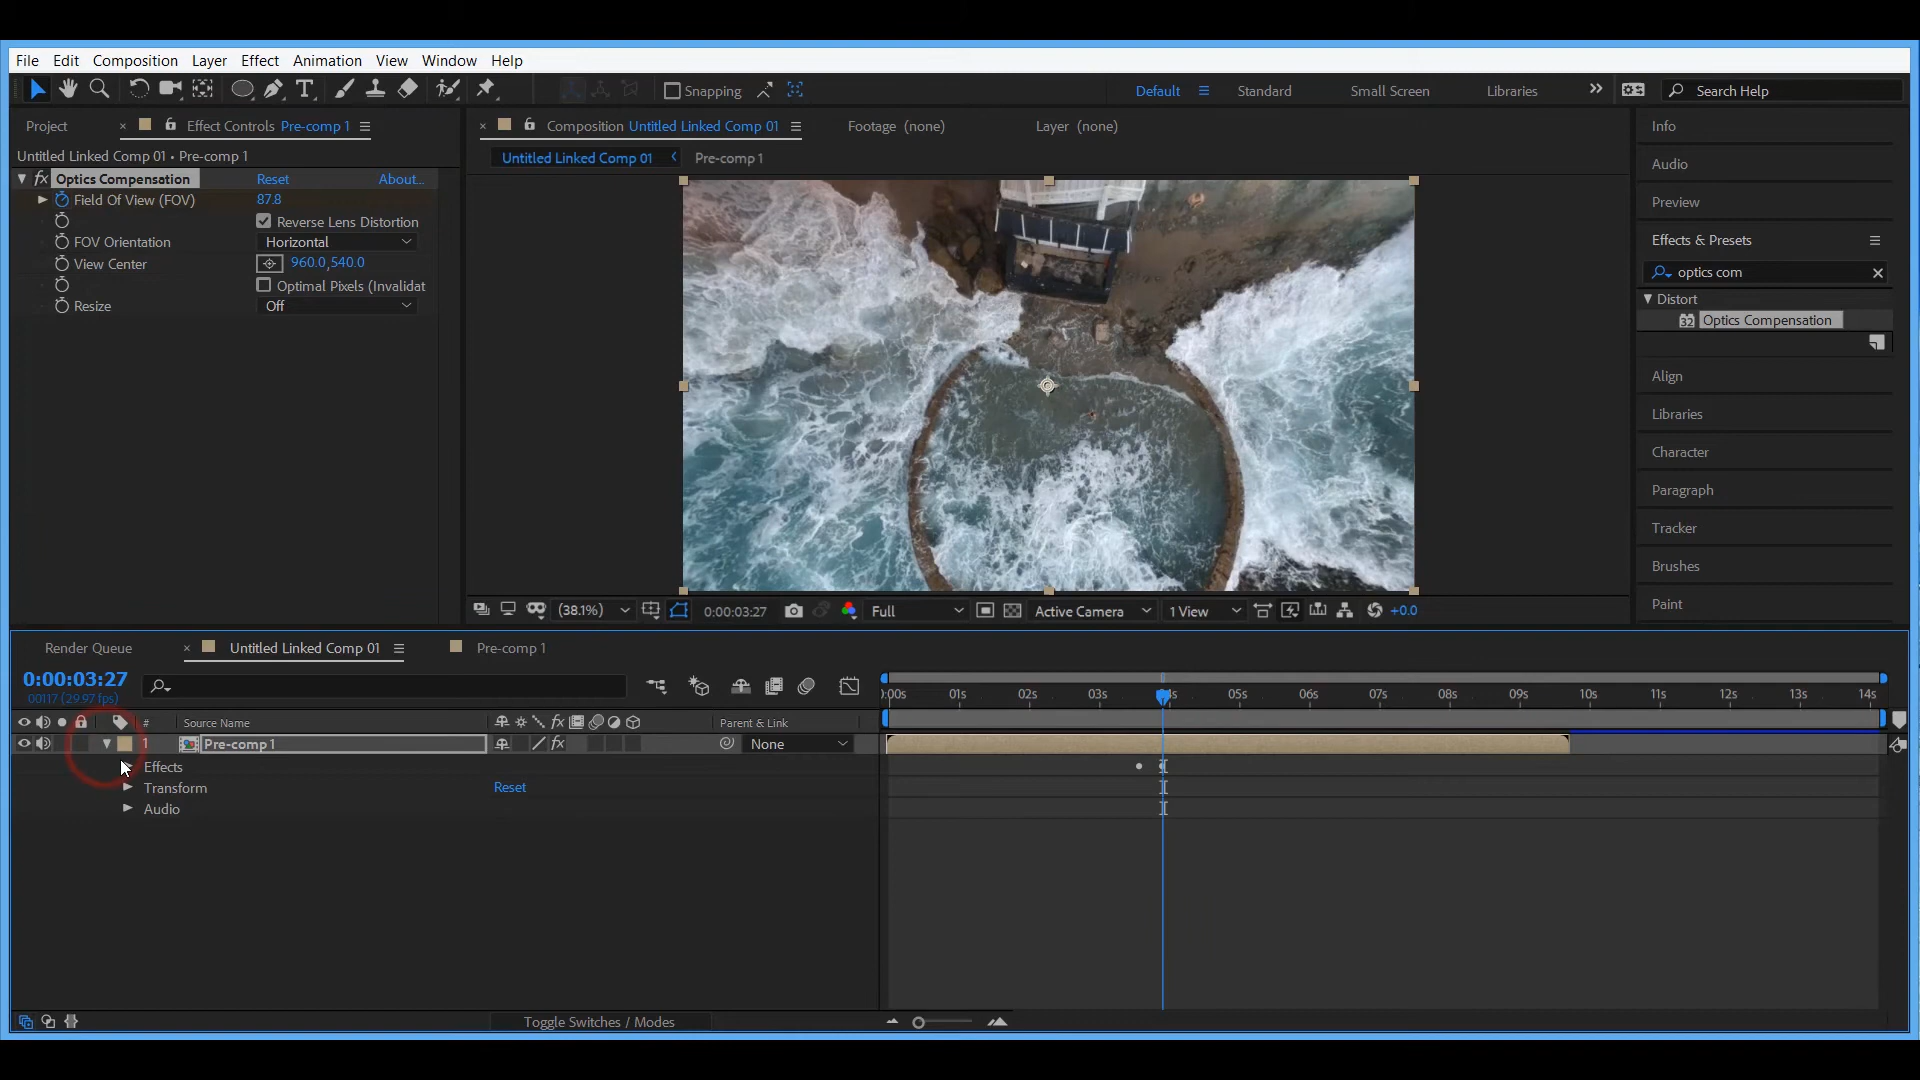 File Edit Composition Layer Effect Animation View Window Help
Snapping
Default Standard Small Screen Libraries
Search Help
Project
Effect Controls Pre-comp 1
Untitled Linked Comp 01 • Pre-comp 1
fx Optics Compensation Reset About...
Field Of View (FOV) 87.8
Reverse Lens Distortion
FOV Orientation Horizontal
View Center 960.0,540.0
Optimal Pixels (Invalidat
Resize Off
Composition Untitled Linked Comp 01
Footage (none)
Layer (none)
Untitled Linked Comp 01 Pre-comp 1
(38.1%) 0:00:03:27 Full Active Camera 1 View +0.0
Info
Audio
Preview
Effects & Presets
optics com
Distort
32 Optics Compensation
Align
Libraries
Character
Paragraph
Tracker
Brushes
Paint
Render Queue Untitled Linked Comp 01 Pre-comp 1
0:00:03:27
00117 (29.97 fps)
:00s 01s 02s 03s 04s 05s 06s 07s 08s 09s 10s 11s 12s 13s 14s
# Source Name fx Parent & Link
1 Pre-comp 1 fx None
Effects
Transform Reset
Audio
Toggle Switches / Modes